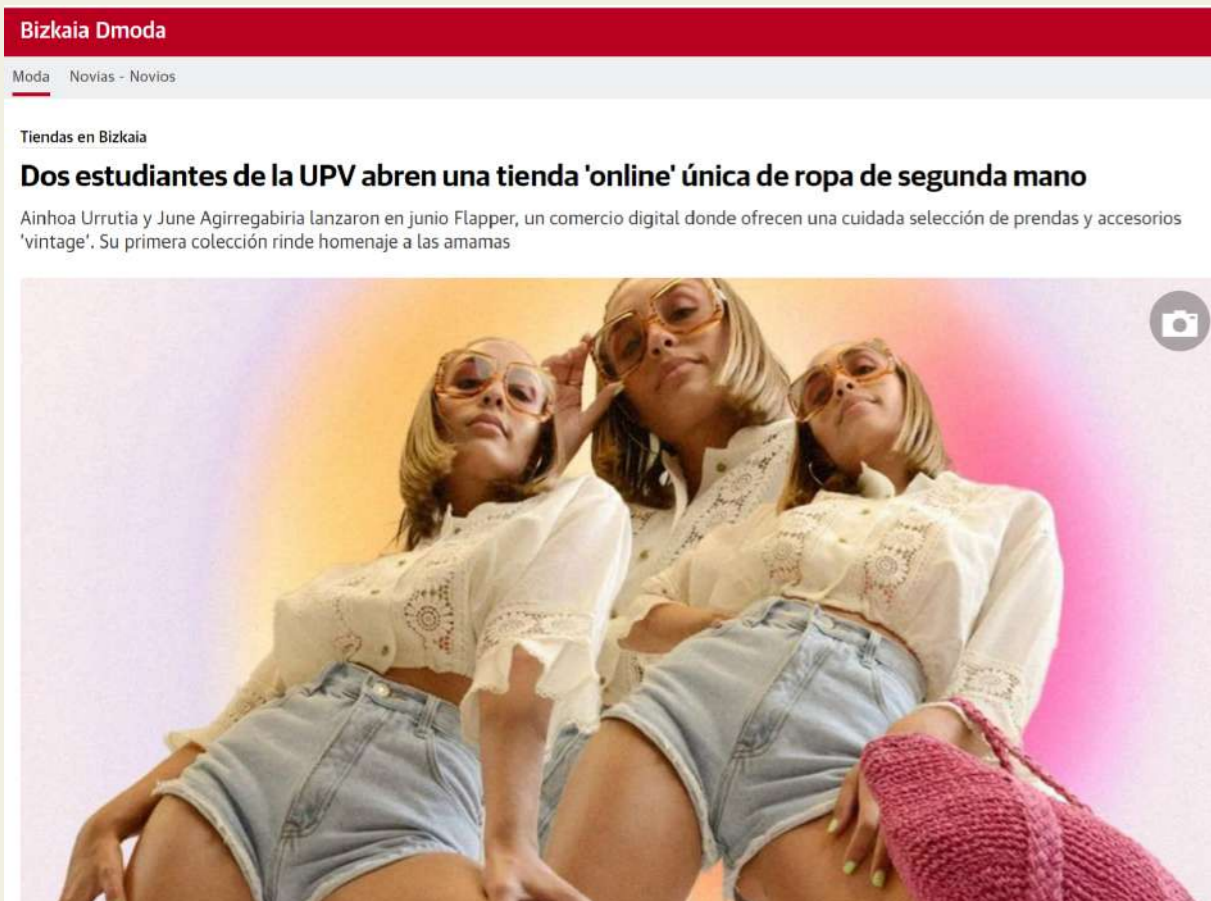 Bizkaia Dmoda
Moda Novias - Novios
Tiendas en Bizkaia
Dos estudiantes de la UPV abren una tienda 'online' única de ropa de segunda mano
Ainhoa Urrutia y June Agirregabiria lanzaron en junio Flapper, un comercio digital donde ofrecen una cuidada selección de prendas y accesorios
'vintage'. Su primera colección rinde homenaje a las amamas